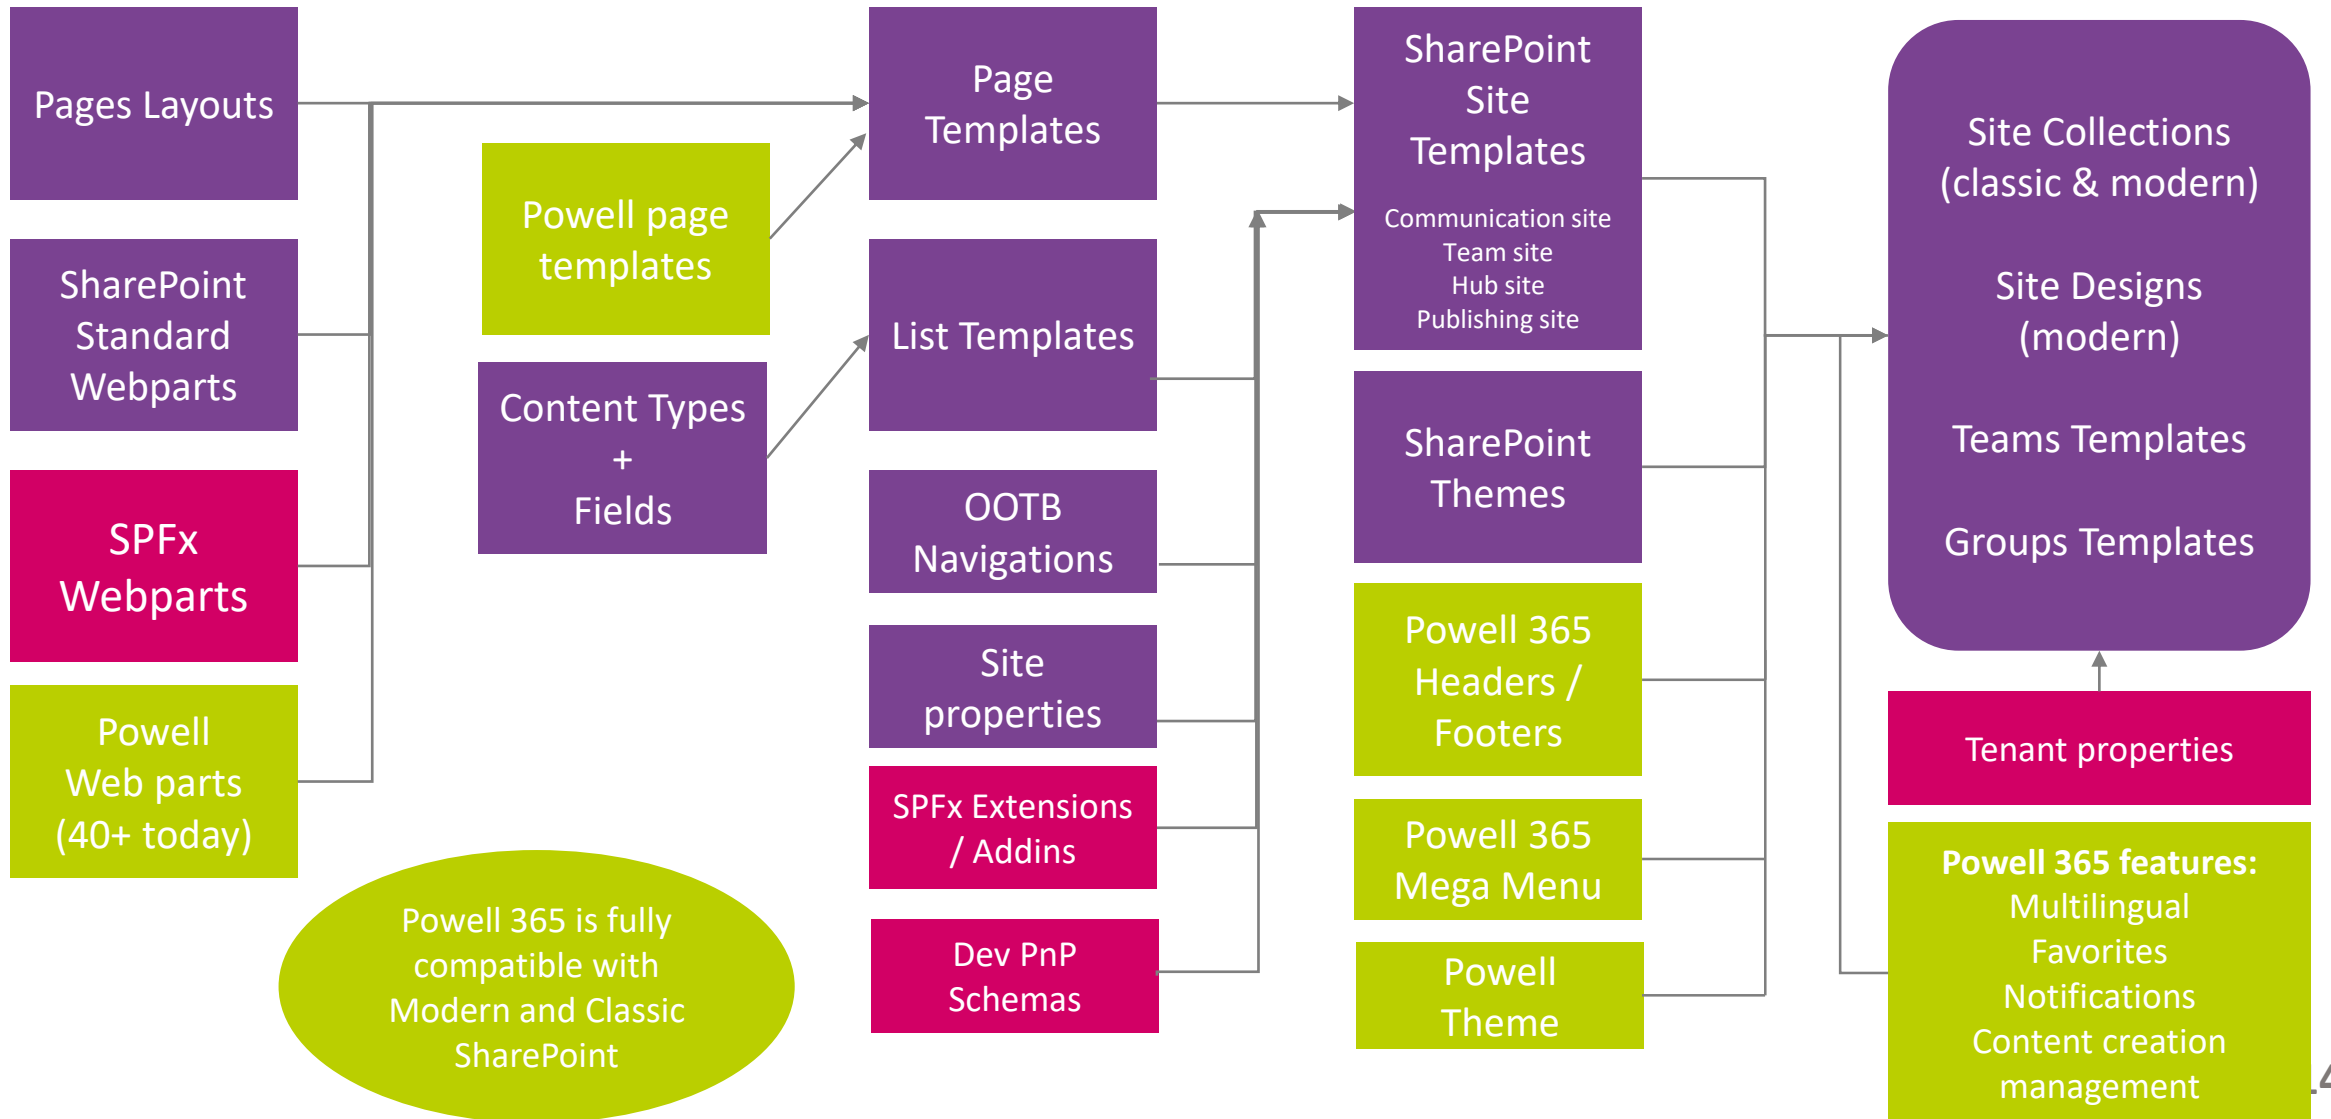 Pages Layouts
SharePoint
Standard
Webparts
SPFx
Webparts
Powell
Web parts
(40+ today)
Powell page
templates
Content Types
+
Fields
Powell 365 is fully
compatible with
Modern and Classic
SharePoint
Page
Templates
List Templates
OOTB
Navigations
Site
properties
SPFx Extensions
/ Addins
Dev PnP
Schemas
SharePoint
Site
Templates
Communication site
Team site
Hub site
Publishing site
SharePoint
Themes
Powell 365
Headers /
Footers
Powell 365
Mega Menu
Powell
Theme
Site Collections
(classic & modern)
Site Designs
(modern)
Teams Templates
Groups Templates
Tenant properties
Powell 365 features:
Multilingual
Favorites
Notifications
Content creation
management